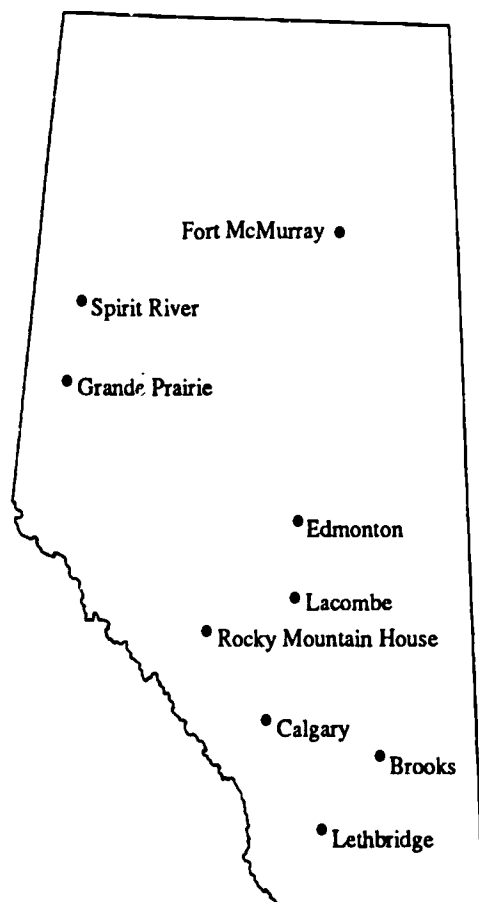 Fort McMurray
Spirit River
Grande Prairie
Edmonton
Lacombe
Rocky Mountain House
Calgary
Brooks
Lethbridge